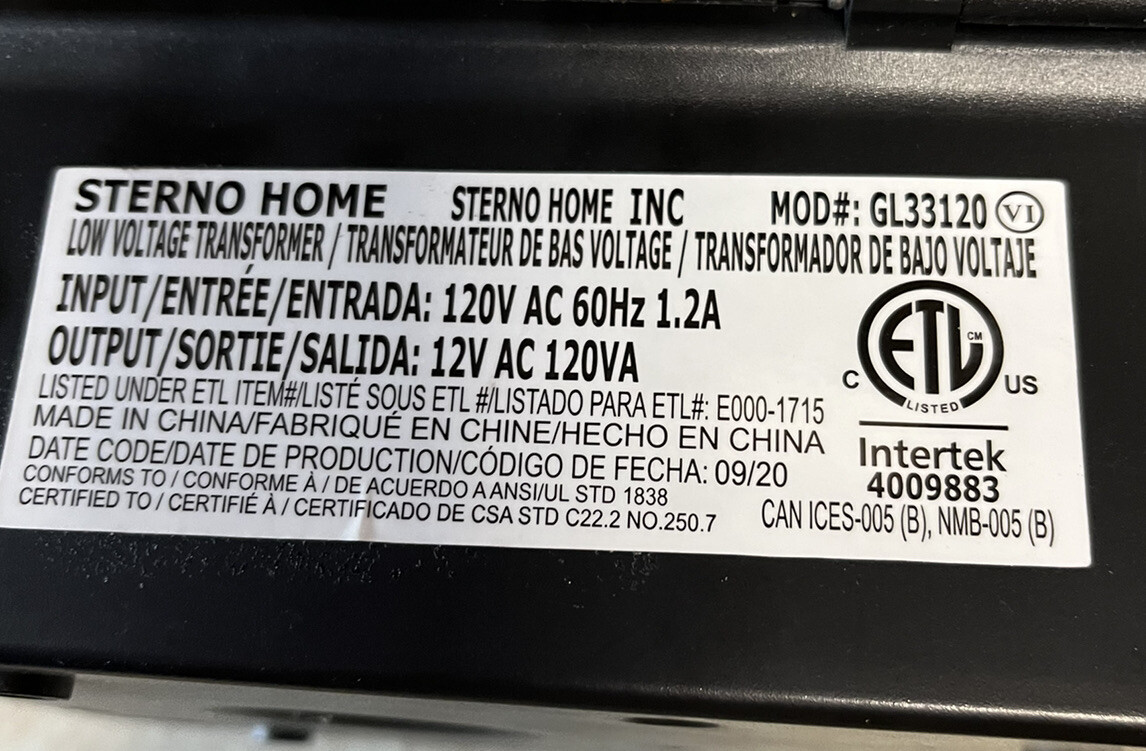 STERNO HOME STERNO HOME INC MOD#: GL33120 VI
LOW VOLTAGE TRANSFORMER / TRANSFORMATEUR DE BAS VOLTAGE / TRANSFORMADOR DE BAJO VOLTAJE
INPUT/ENTRÉE/ENTRADA: 120V AC 60Hz 1.2A
OUTPUT/SORTIE/SALIDA: 12V AC 120VA
LISTED UNDER ETL ITEM#/LISTÉ SOUS ETL #/LISTADO PARA ETL#: E000-1715
MADE IN CHINA/FABRIQUÉ EN CHINE/HECHO EN CHINA
DATE CODE/DATE DE PRODUCTION/CÓDIGO DE FECHA: 09/20
CONFORMS TO / CONFORME À / DE ACUERDO A ANSI/UL STD 1838
CERTIFIED TO / CERTIFIÉ À / CERTIFICADO DE CSA STD C22.2 NO.250.7
ETL CM
C US
LISTED
Intertek
4009883
CAN ICES-005 (B), NMB-005 (B)